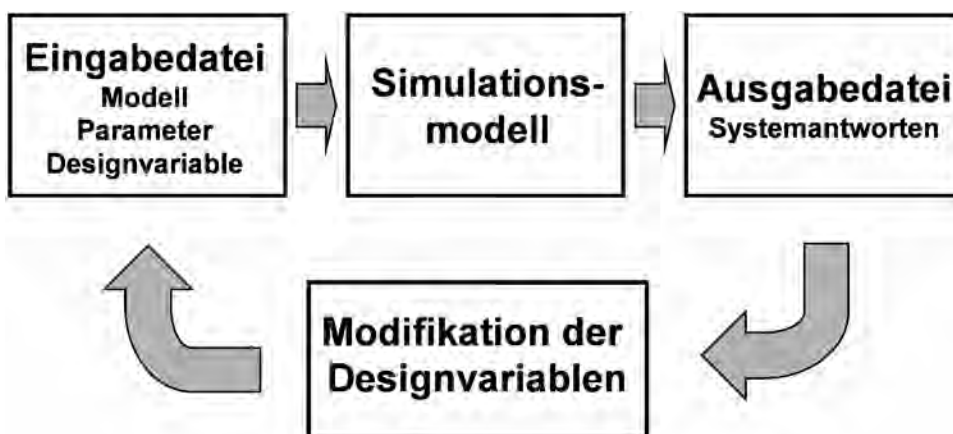 Eingabedatei
Modell
Parameter
Designvariable
Simulations-
modell
Ausgabedatei
Systemantworten
Modifikation der
Designvariablen